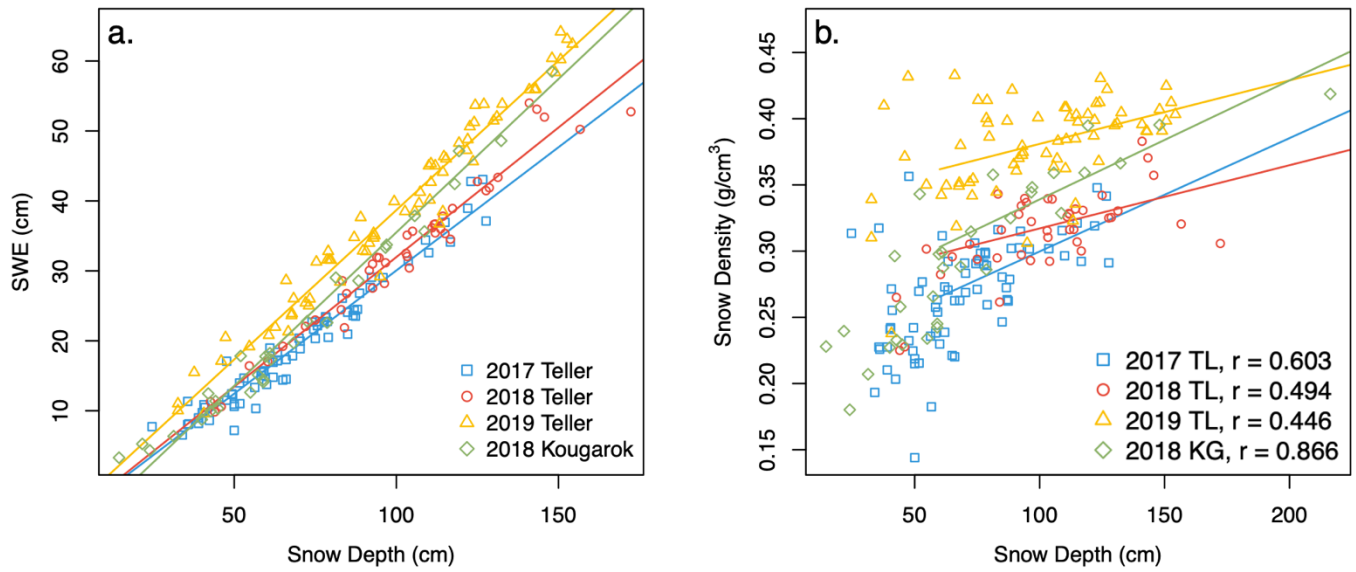 a.
SWE (cm)
60
50
40
30
20
10
2017 Teller
2018 Teller
2019 Teller
2018 Kougarok
50
100
150
Snow Depth (cm)
b.
Snow Density (g/cm³)
0.45
0.40
0.35
0.30
0.25
0.20
0.15
2017 TL, r = 0.603
2018 TL, r = 0.494
2019 TL, r = 0.446
2018 KG, r = 0.866
50
100
150
200
Snow Depth (cm)